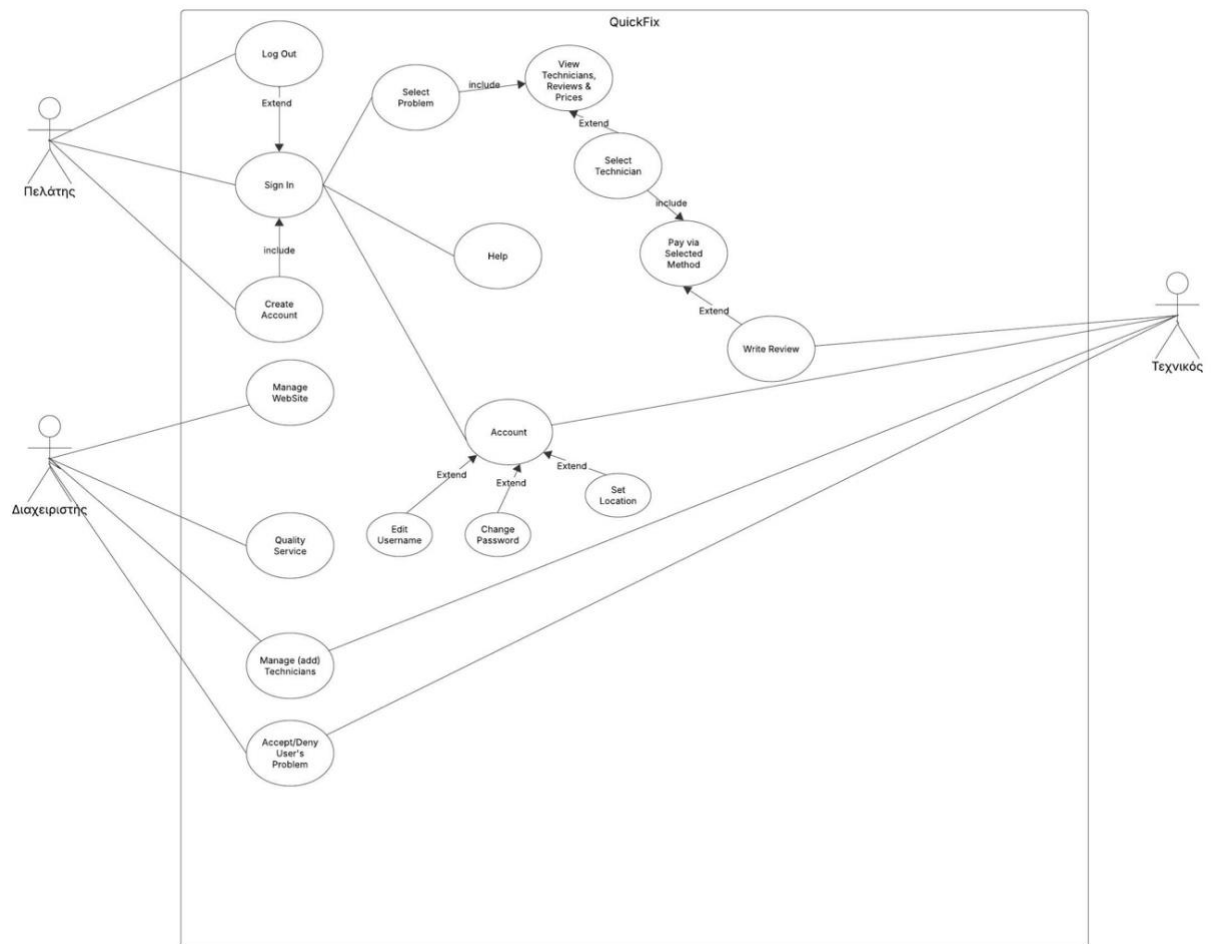 QuickFix
Log Out
Extend
Sign In
include
Create
Account
Πελάτης
Select
Problem
include
View
Technicians,
Reviews &
Prices
Extend
Select
Technician
include
Pay via
Selected
Method
Extend
Write Review
Help
Τεχνικός
Manage
WebSite
Διαχειριστής
Account
Extend
Extend
Extend
Edit
Username
Change
Password
Set
Location
Quality
Service
Manage (add)
Technicians
Accept/Deny
User's
Problem